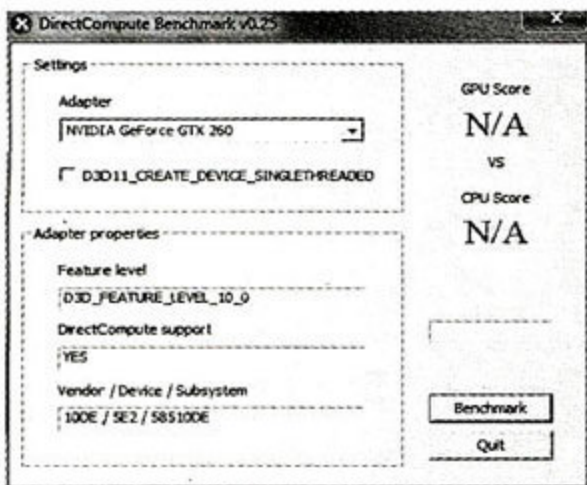 DirectCompute Benchmark v0.25
Settings
Adapter
NVIDIA GeForce GTX 260
D3D11_CREATE_DEVICE_SINGLETHREADED
Adapter properties
Feature level
D3D_FEATURE_LEVEL_10_0
DirectCompute support
YES
Vendor / Device / Subsystem
10DE / 5E2 / 58510DE
GPU Score
N/A
vs
CPU Score
N/A
Benchmark
Quit